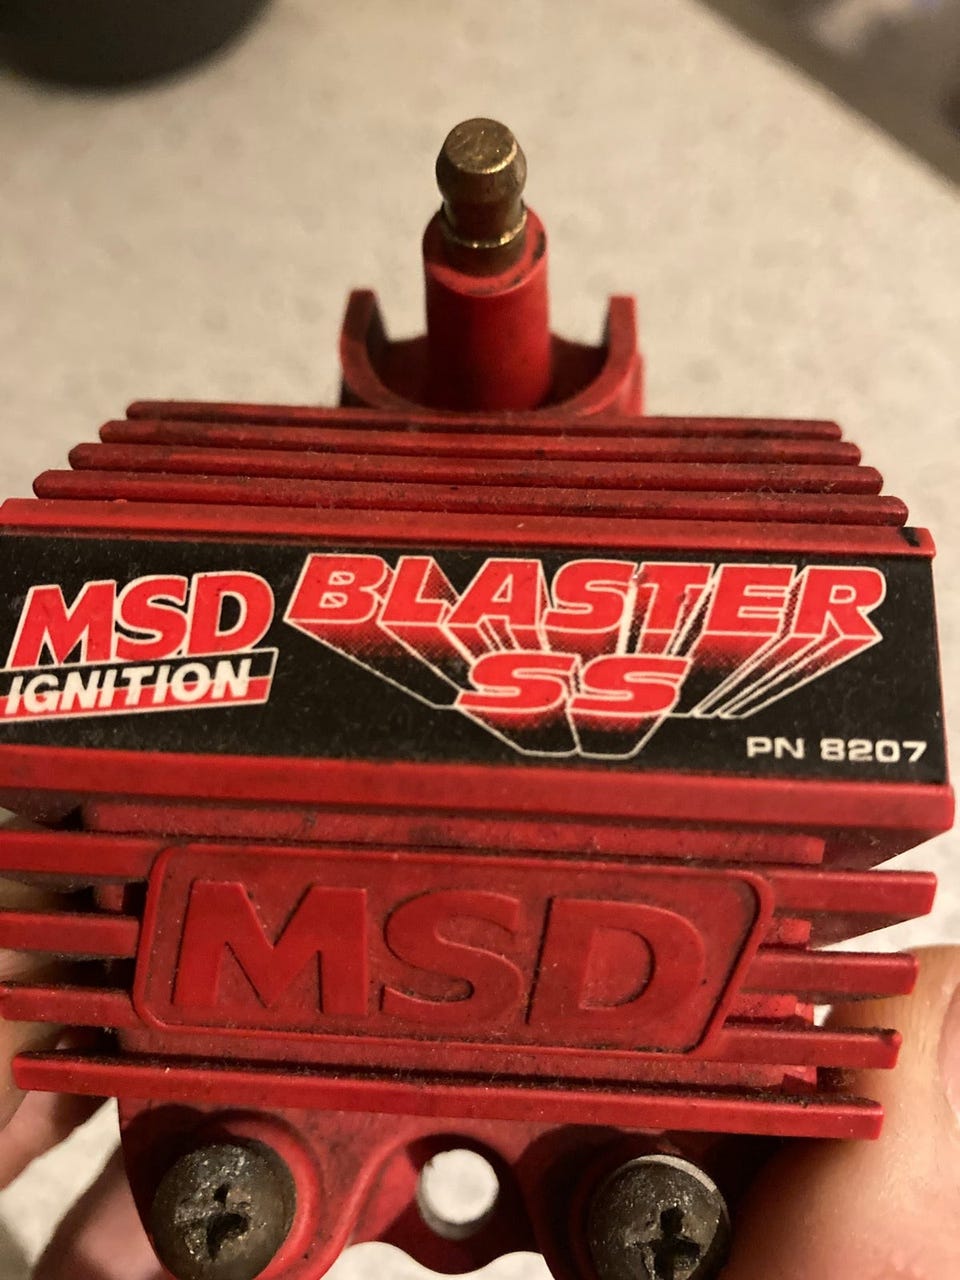 MSD
IGNITION
BLASTER
SS
PN 8207
MSD